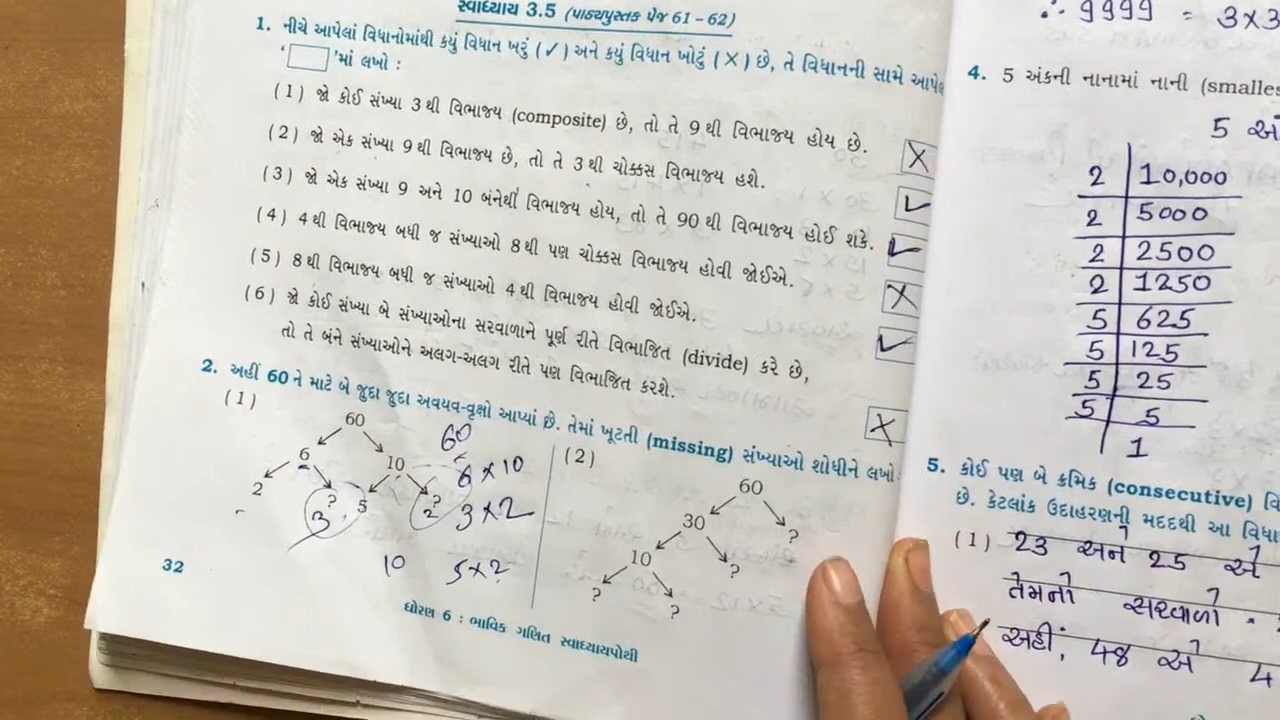 સ્વાધ્યાય 3.5 (પાઠ્યપુસ્તક પેજ 61 – 62)
1. નીચે આપેલાં વિધાનોમાંથી કયું વિધાન ખરું (✓) અને કયું વિધાન ખોટું (X) છે, તે વિધાનની સામે આપેલ
'☐'માં લખો :
(1) જો કોઈ સંખ્યા 3 થી વિભાજ્ય (composite) છે, તો તે 9 થી વિભાજ્ય હોય છે. X
(2) જો એક સંખ્યા 9 થી વિભાજ્ય છે, તો તે 3 થી ચોક્કસ વિભાજ્ય હશે. ✓
(3) જો એક સંખ્યા 9 અને 10 બંનેથી વિભાજ્ય હોય, તો તે 90 થી વિભાજ્ય હોઈ શકે. ✓
(4) 4 થી વિભાજ્ય બધી જ સંખ્યાઓ 8 થી પણ ચોક્કસ વિભાજ્ય હોવી જોઈએ. X
(5) 8 થી વિભાજ્ય બધી જ સંખ્યાઓ 4 થી વિભાજ્ય હોવી જોઈએ. ✓
(6) જો કોઈ સંખ્યા બે સંખ્યાઓના સરવાળાને પૂર્ણ રીતે વિભાજિત (divide) કરે છે,
તો તે બંને સંખ્યાઓને અલગ-અલગ રીતે પણ વિભાજિત કરશે. X
2. અહીં 60 ને માટે બે જુદા જુદા અવયવ-વૃક્ષો આપ્યાં છે. તેમાં ખૂટતી (missing) સંખ્યાઓ શોધીને લખો
(1)
60
6 10
2 ? 5 ?
3 2
60
6 × 10
3 × 2
10 5 × 2
(2)
60
30 ?
10 ?
? ?
32
ધોરણ 6 : ભાવિક ગણિત સ્વાધ્યાયપોથી
∴ 9999 = 3 × 3
4. 5 અંકની નાનામાં નાની (smalles
5 અં
2 10,000
2 5000
2 2500
2 1250
5 625
5 125
5 25
5 5
1
5. કોઈ પણ બે ક્રમિક (consecutive) વિ
છે. કેટલાંક ઉદાહરણની મદદથી આ વિધા
(1) 23 અને 25 એ
તેમનો સરવાળો
અહીં, 48 એ 4